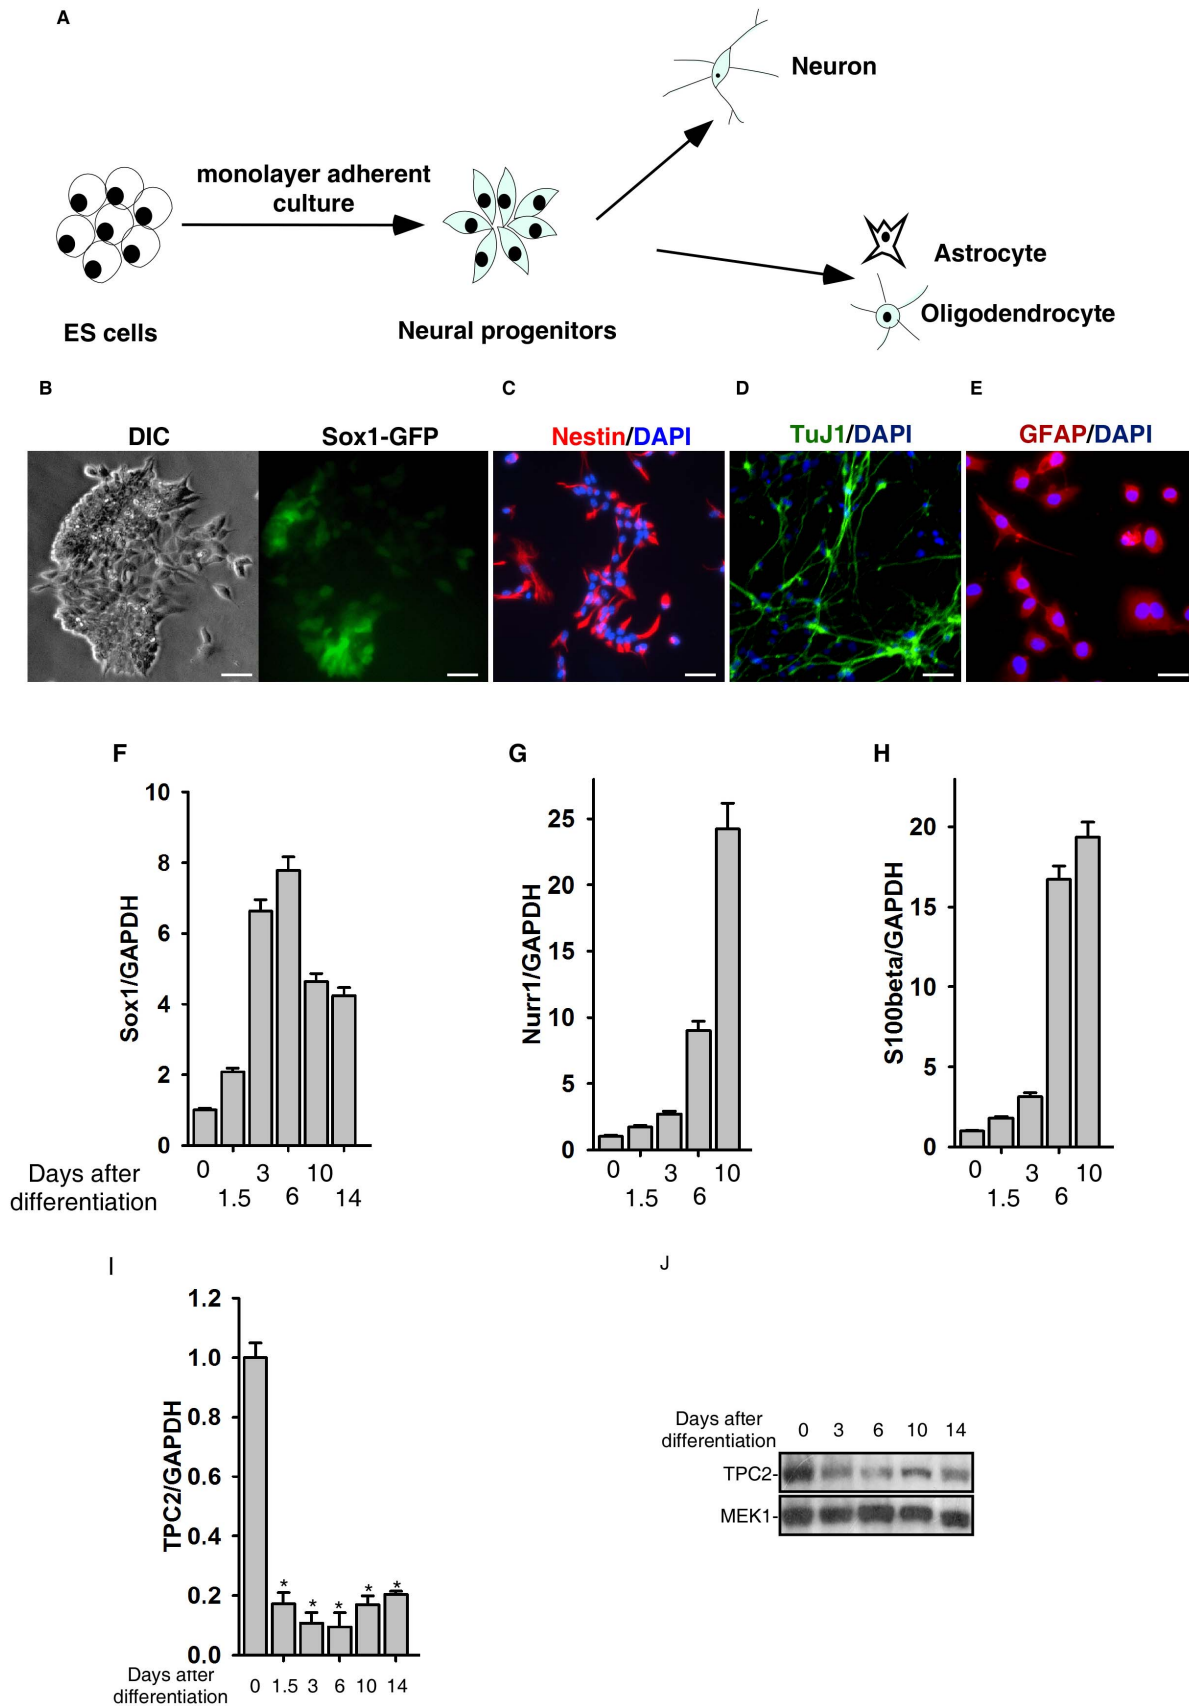 A
Neuron
monolayer adherent
culture
Astrocyte
Oligodendrocyte
ES cells
Neural progenitors
B
C
D
E
DIC
Sox1-GFP
Nestin/DAPI
TuJ1/DAPI
GFAP/DAPI
F
G
H
10
8
6
4
2
0
Sox1/GAPDH
25
20
15
10
5
0
Nurr1/GAPDH
20
15
10
5
0
S100beta/GAPDH
Days after
differentiation
0 3 10
1.5 6 14
0 3 10
1.5 6
0 3 10
1.5 6
I
J
1.2
1.0
0.8
0.6
0.4
0.2
0.0
TPC2/GAPDH
* * * * *
Days after
differentiation
0 1.5 3 6 10 14
Days after
differentiation
0 3 6 10 14
TPC2-
MEK1-